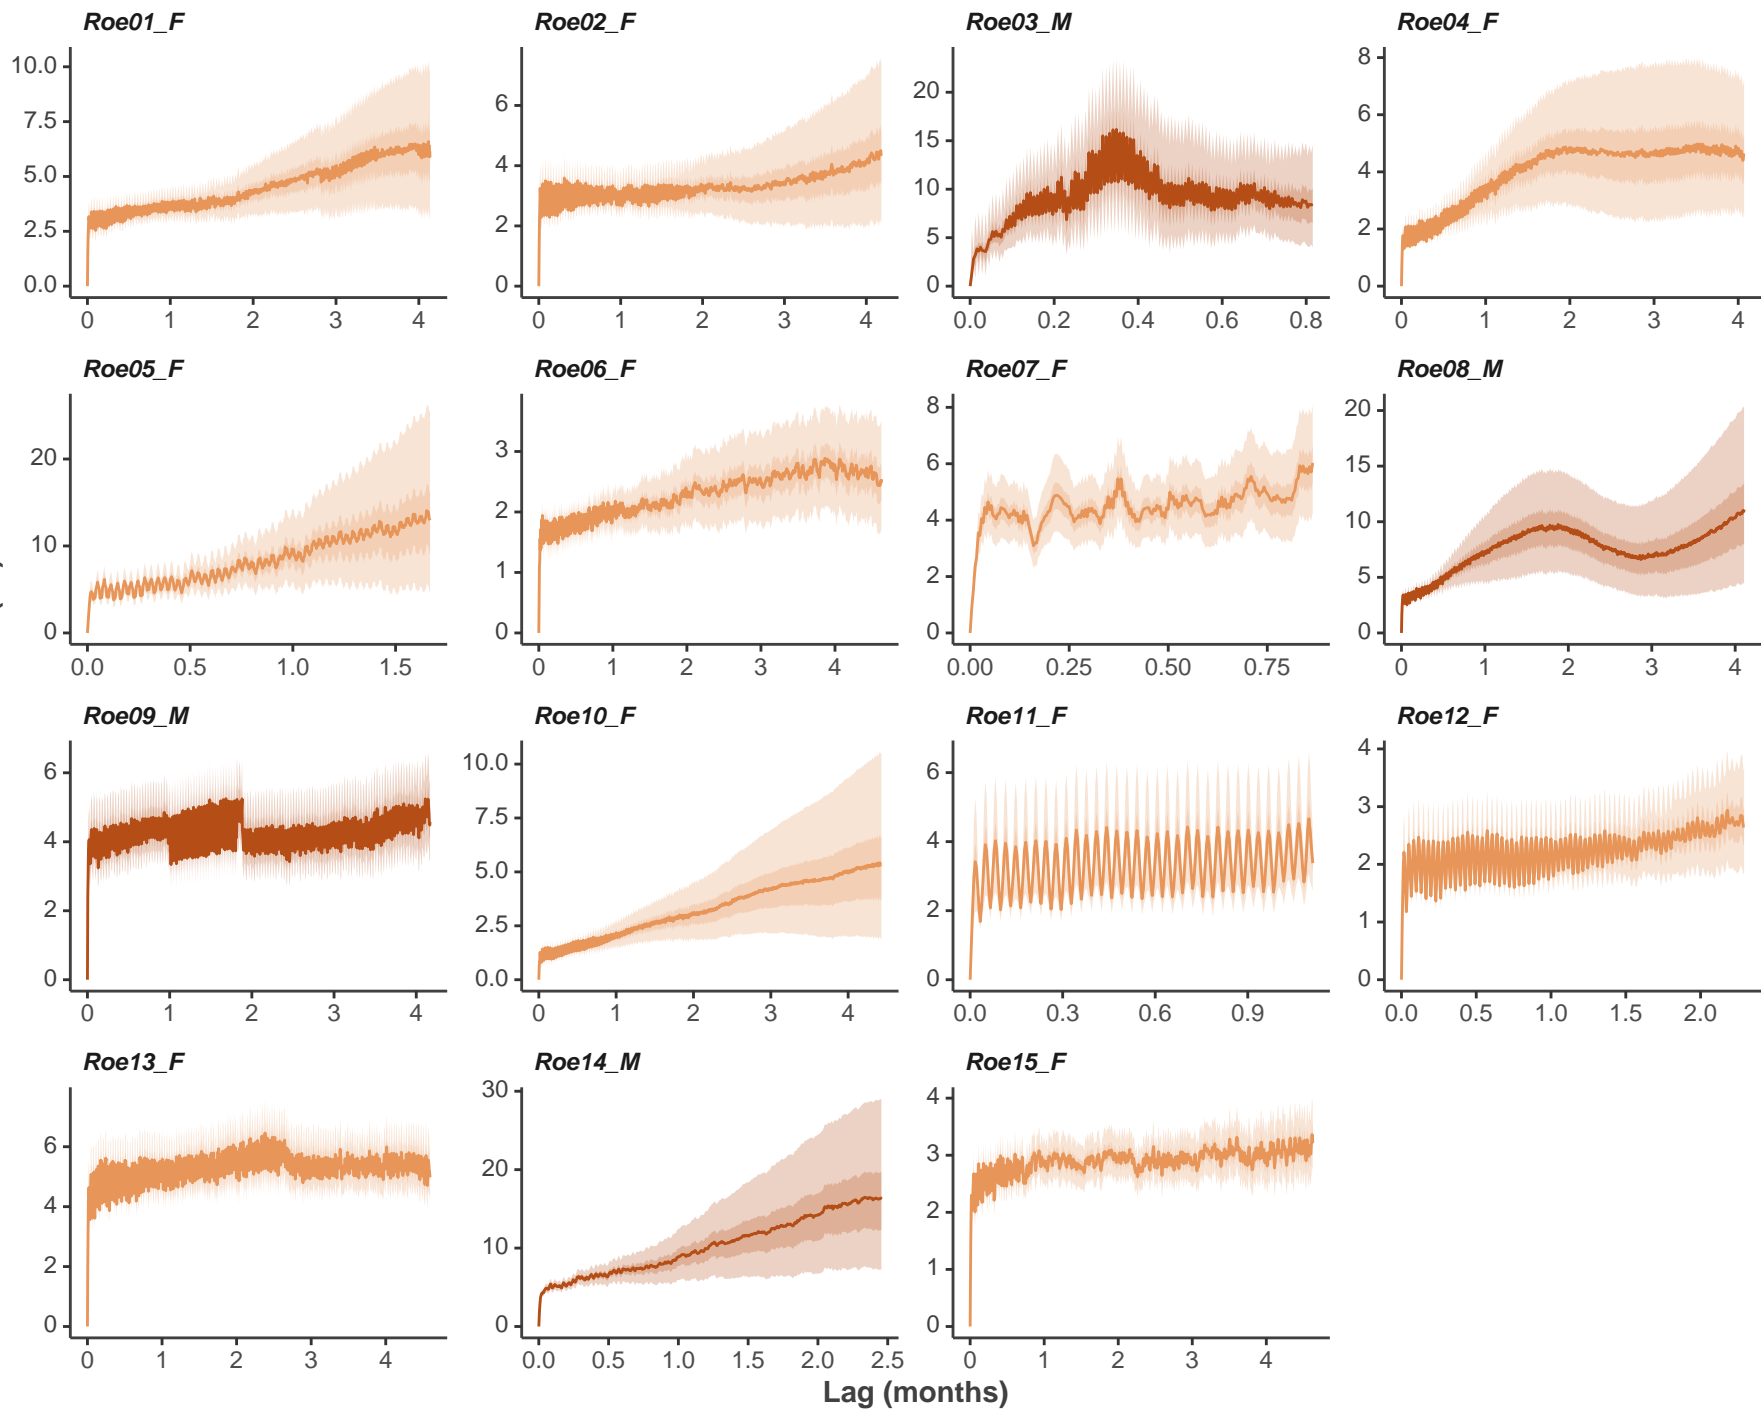 Roe01_F Roe02_F Roe03_M Roe04_F
10.0 7.5 5.0 2.5 0.0
6 4 2 0
20 15 10 5 0
8 6 4 2 0
0 1 2 3 4
0 1 2 3 4
0.0 0.2 0.4 0.6 0.8
0 1 2 3 4
Roe05_F Roe06_F Roe07_F Roe08_M
20 10 0
3 2 1 0
8 6 4 2 0
20 15 10 5 0
0.0 0.5 1.0 1.5
0 1 2 3 4
0.00 0.25 0.50 0.75
0 1 2 3 4
Roe09_M Roe10_F Roe11_F Roe12_F
6 4 2 0
10.0 7.5 5.0 2.5 0.0
6 4 2 0
4 3 2 1 0
0 1 2 3 4
0 1 2 3 4
0.0 0.3 0.6 0.9
0.0 0.5 1.0 1.5 2.0
Roe13_F Roe14_M Roe15_F
6 4 2 0
30 20 10 0
4 3 2 1 0
0 1 2 3 4
0.0 0.5 1.0 1.5 2.0 2.5
0 1 2 3 4
Lag (months)